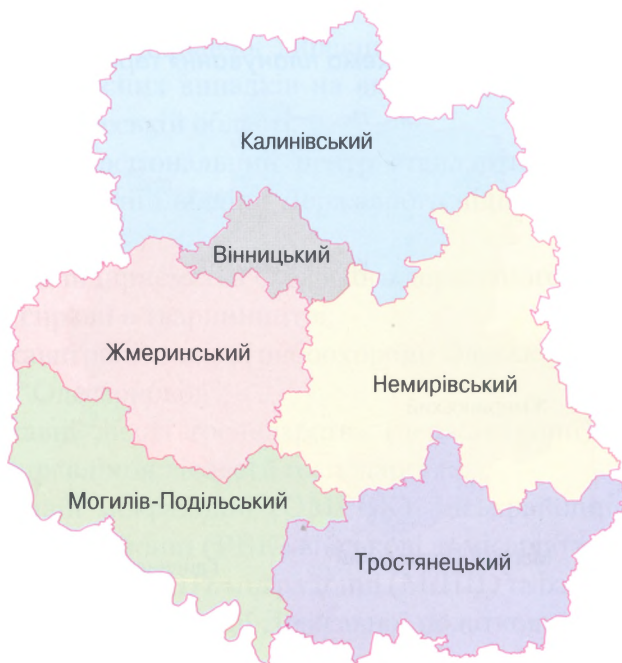 Калинівський
Вінницький
Жмеринський
Немирівський
Могилів-Подільський
Тростянецький